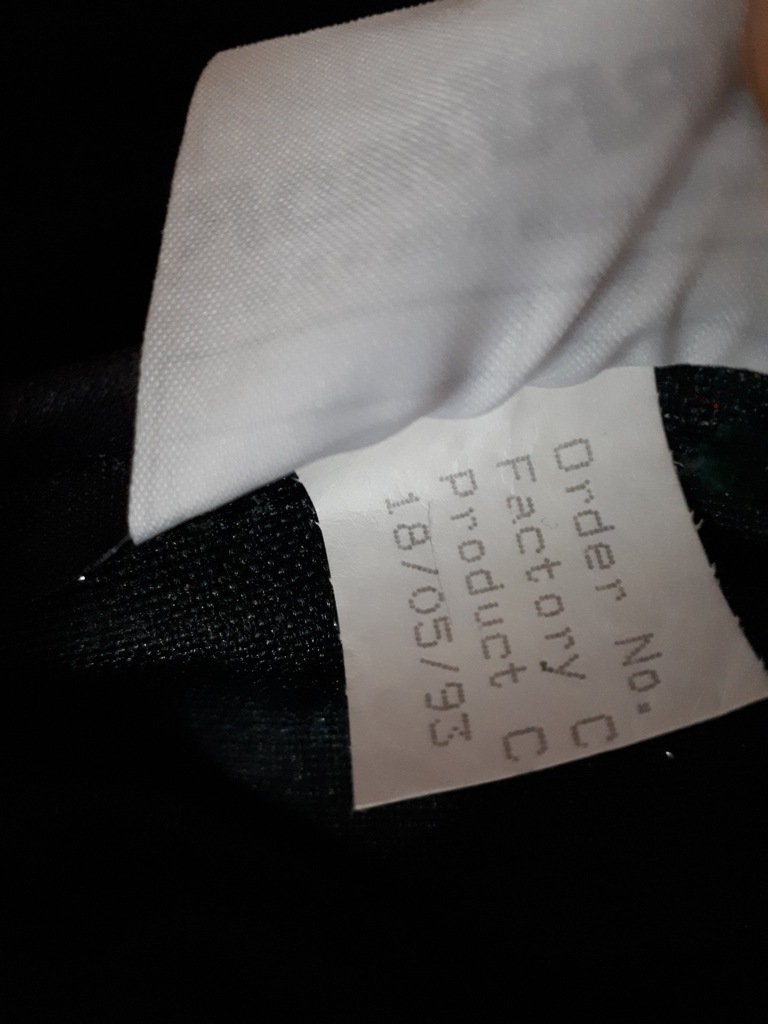 Order No.
Factory C
product C
18/05/93